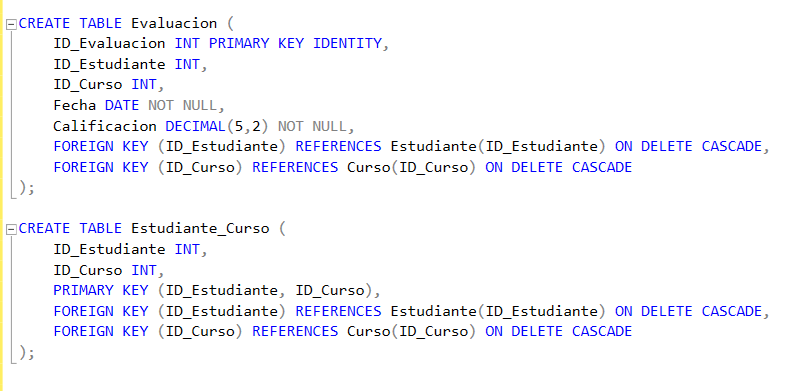 CREATE TABLE Evaluacion (
    ID_Evaluacion INT PRIMARY KEY IDENTITY,
    ID_Estudiante INT,
    ID_Curso INT,
    Fecha DATE NOT NULL,
    Calificacion DECIMAL(5,2) NOT NULL,
    FOREIGN KEY (ID_Estudiante) REFERENCES Estudiante(ID_Estudiante) ON DELETE CASCADE,
    FOREIGN KEY (ID_Curso) REFERENCES Curso(ID_Curso) ON DELETE CASCADE
);
CREATE TABLE Estudiante_Curso (
    ID_Estudiante INT,
    ID_Curso INT,
    PRIMARY KEY (ID_Estudiante, ID_Curso),
    FOREIGN KEY (ID_Estudiante) REFERENCES Estudiante(ID_Estudiante) ON DELETE CASCADE,
    FOREIGN KEY (ID_Curso) REFERENCES Curso(ID_Curso) ON DELETE CASCADE
);